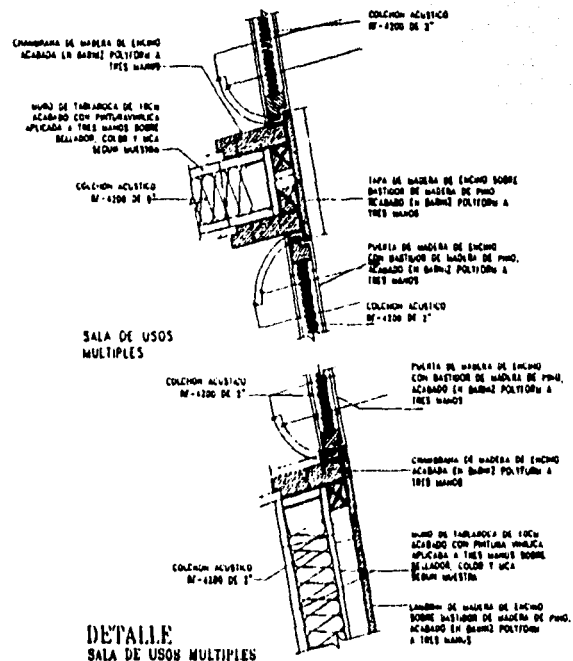 COLCHON ACUSTICO
RF-4200 DE 2"
CHAMBRANA DE MADERA DE ENCINO
ACABADA EN BARNIZ POLYFORM A
TRES MANOS
MURO DE TABLAROCA DE 10CM
ACABADO CON PINTURA VINILICA
APLICADA A TRES MANOS SOBRE
SELLADOR, COLOR Y MCA
SEGUN MUESTRA
COLCHON ACUSTICO
RF-4200 DE 6"
TAPA DE MADERA DE ENCINO SOBRE
BASTIDOR DE MADERA DE PINO
ACABADO EN BARNIZ POLYFORM A
TRES MANOS
PUERTA DE MADERA DE ENCINO
CON BASTIDOR DE MADERA DE PINO,
ACABADO EN BARNIZ POLYFORM A
TRES MANOS
COLCHON ACUSTICO
RF-4200 DE 2"
SALA DE USOS
MULTIPLES
COLCHON ACUSTICO
RF-4200 DE 2"
PUERTA DE MADERA DE ENCINO
CON BASTIDOR DE MADERA DE PINO,
ACABADO EN BARNIZ POLYFORM A
TRES MANOS
CHAMBRANA DE MADERA DE ENCINO
ACABADA EN BARNIZ POLYFORM A
TRES MANOS
MURO DE TABLAROCA DE 10CM
ACABADO CON PINTURA VINILICA
APLICADA A TRES MANOS SOBRE
SELLADOR, COLOR Y MCA
SEGUN MUESTRA
COLCHON ACUSTICO
RF-4200 DE 2"
LAMBRIN DE MADERA DE ENCINO
SOBRE BASTIDOR DE MADERA DE PINO,
ACABADO EN BARNIZ POLYFORM A
A TRES MANOS
DETALLE
SALA DE USOS MULTIPLES